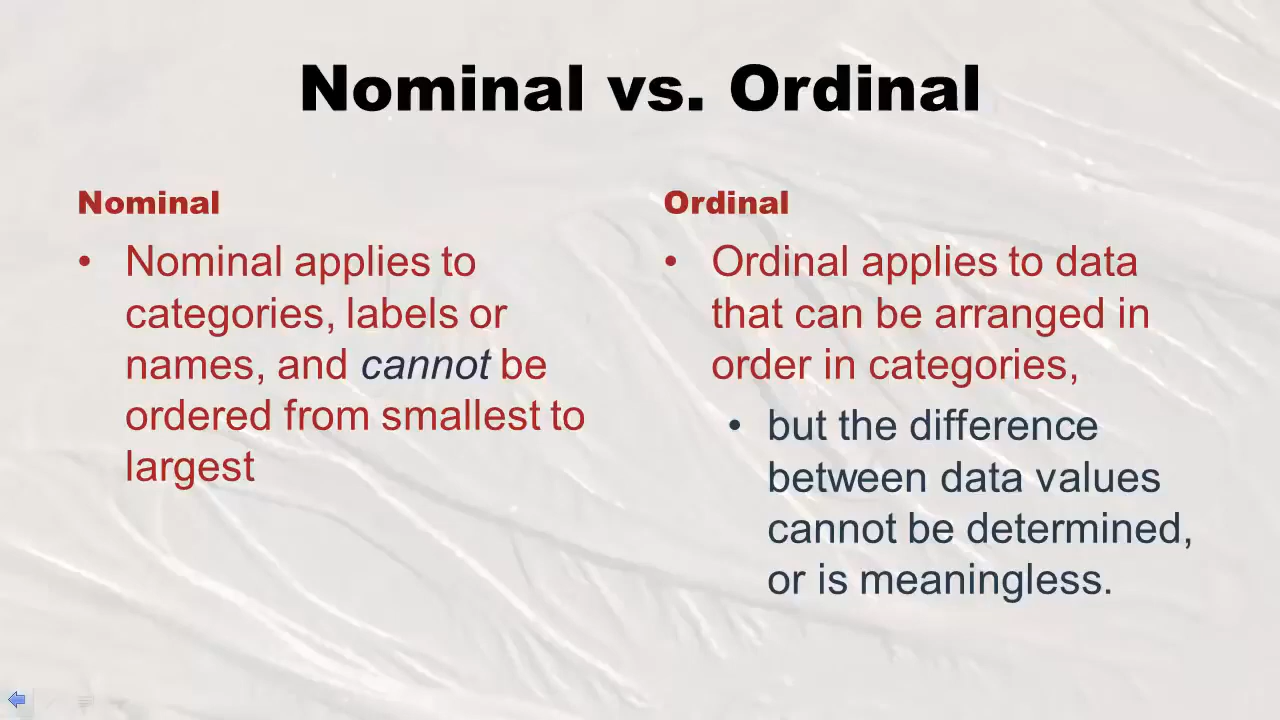 Nominal vs. Ordinal
Nominal
• Nominal applies to
categories, labels or
names, and cannot be
ordered from smallest to
largest
Ordinal
• Ordinal applies to data
that can be arranged in
order in categories,
• but the difference
between data values
cannot be determined,
or is meaningless.